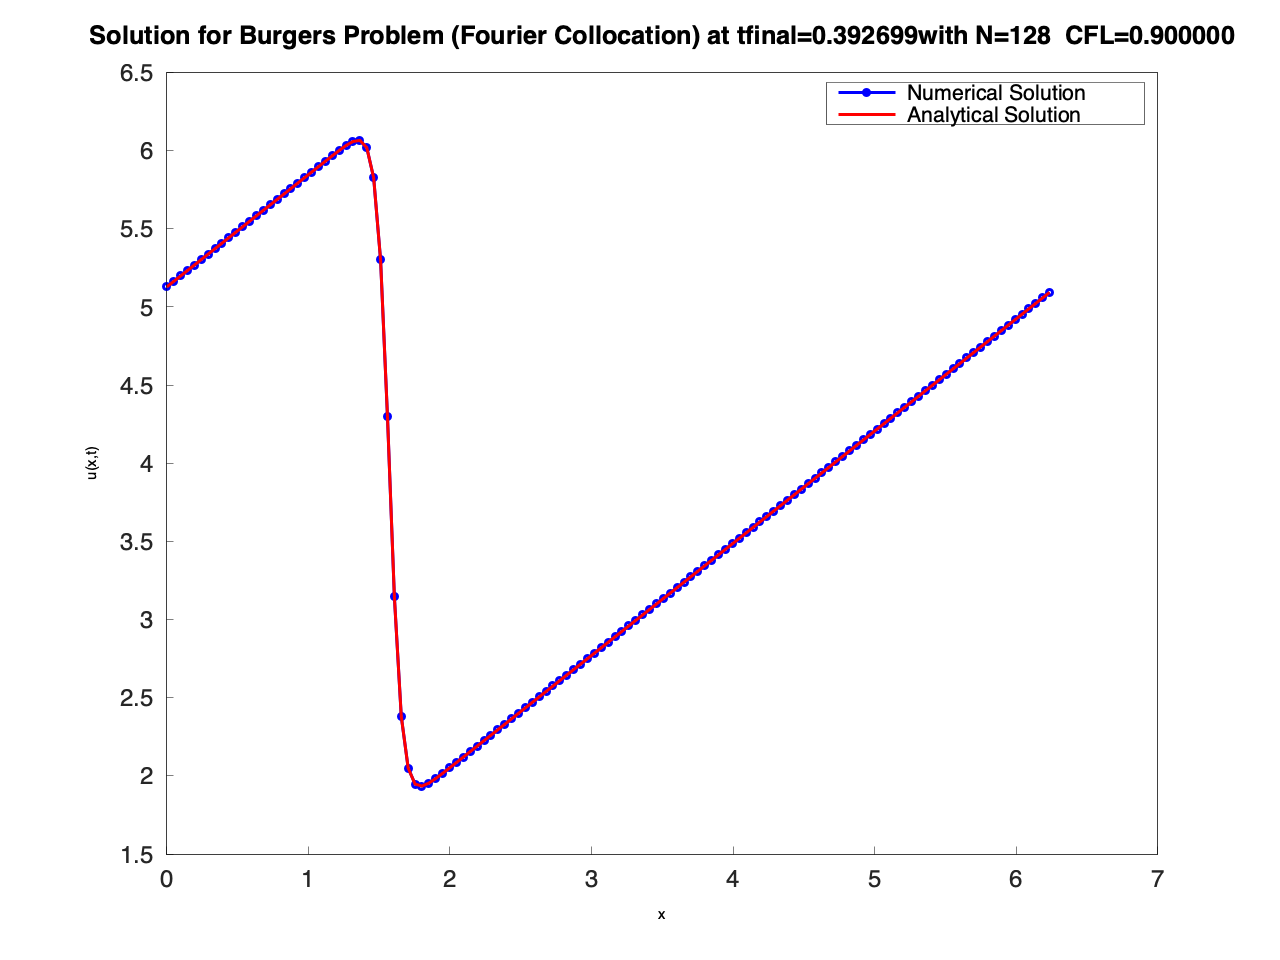 Solution for Burgers Problem (Fourier Collocation) at tfinal=0.392699with N=128  CFL=0.900000
6.5
6
5.5
5
4.5
4
3.5
3
2.5
2
1.5
u(x,t)
Numerical Solution
Analytical Solution
0 1 2 3 4 5 6 7
x